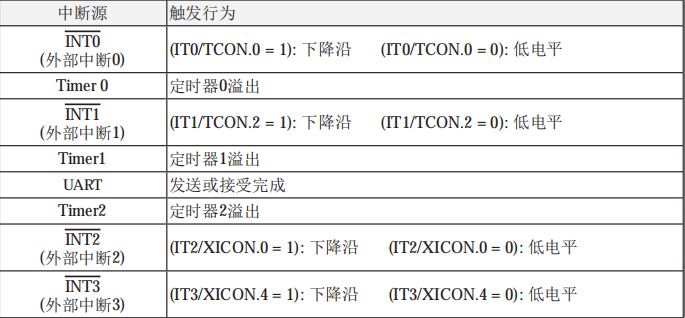 中断源 触发行为
INT0
(外部中断0)
(IT0/TCON.0 = 1): 下降沿 (IT0/TCON.0 = 0): 低电平
Timer 0 定时器0溢出
INT1
(外部中断1)
(IT1/TCON.2 = 1): 下降沿 (IT1/TCON.2 = 0): 低电平
Timer1 定时器1溢出
UART 发送或接受完成
Timer2 定时器2溢出
INT2
(外部中断2)
(IT2/XICON.0 = 1): 下降沿 (IT2/XICON.0 = 0): 低电平
INT3
(外部中断3)
(IT3/XICON.4 = 1): 下降沿 (IT3/XICON.4 = 0): 低电平